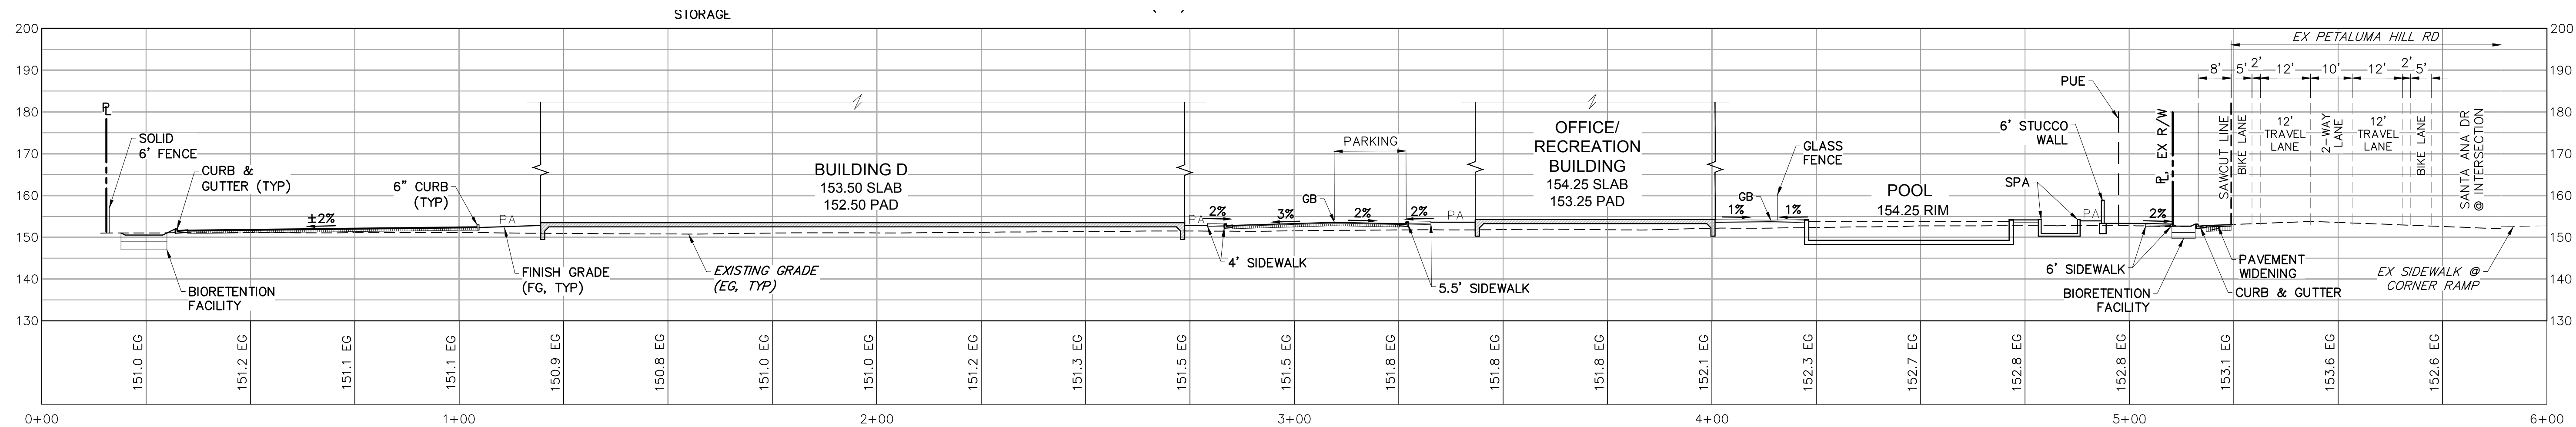 STORAGE
200
190
180
170
160
150
140
130
200
190
180
170
160
150
140
130
PL
SOLID
6' FENCE
CURB &
GUTTER (TYP)
±2%
BIORETENTION
FACILITY
6" CURB
(TYP)
PA
FINISH GRADE
(FG, TYP)
EXISTING GRADE
(EG, TYP)
BUILDING D
153.50 SLAB
152.50 PAD
PA
2%
4' SIDEWALK
3%
GB
PARKING
2%
2%
PA
5.5' SIDEWALK
OFFICE/
RECREATION
BUILDING
154.25 SLAB
153.25 PAD
1%
1%
GB
GLASS
FENCE
POOL
154.25 RIM
SPA
6' STUCCO
WALL
PUE
PA
2%
PL, EX R/W
6' SIDEWALK
BIORETENTION
FACILITY
CURB & GUTTER
PAVEMENT
WIDENING
EX PETALUMA HILL RD
8'
5'
2'
12'
10'
12'
2'
5'
SAWCUT LINE
BIKE LANE
12'
TRAVEL
LANE
2-WAY
LANE
12'
TRAVEL
LANE
BIKE LANE
SANTA ANA DR
@ INTERSECTION
EX SIDEWALK @
CORNER RAMP
151.0 EG
151.2 EG
151.1 EG
151.1 EG
150.9 EG
150.8 EG
151.0 EG
151.0 EG
151.2 EG
151.3 EG
151.5 EG
151.5 EG
151.8 EG
151.8 EG
151.8 EG
152.1 EG
152.3 EG
152.7 EG
152.8 EG
152.8 EG
153.1 EG
153.6 EG
152.6 EG
0+00
1+00
2+00
3+00
4+00
5+00
6+00